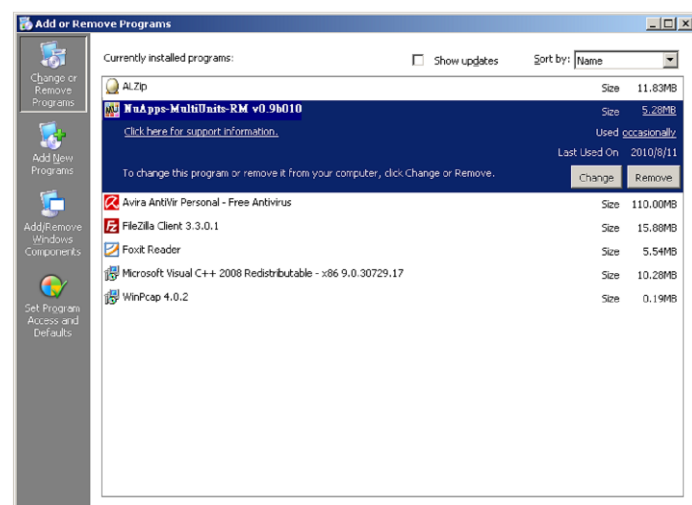 Add or Remove Programs
Change or
Remove
Programs
Add New
Programs
Add/Remove
Windows
Components
Set Program
Access and
Defaults
Currently installed programs:
Show updates
Sort by: Name
ALZip Size 11.83MB
NuApps-MultiUnits-RM v0.9b010 Size 5.28MB
Click here for support information. Used occasionally
Last Used On 2010/8/11
To change this program or remove it from your computer, click Change or Remove. Change Remove
Avira AntiVir Personal - Free Antivirus Size 110.00MB
FileZilla Client 3.3.0.1 Size 15.88MB
Foxit Reader Size 5.54MB
Microsoft Visual C++ 2008 Redistributable - x86 9.0.30729.17 Size 10.28MB
WinPcap 4.0.2 Size 0.19MB